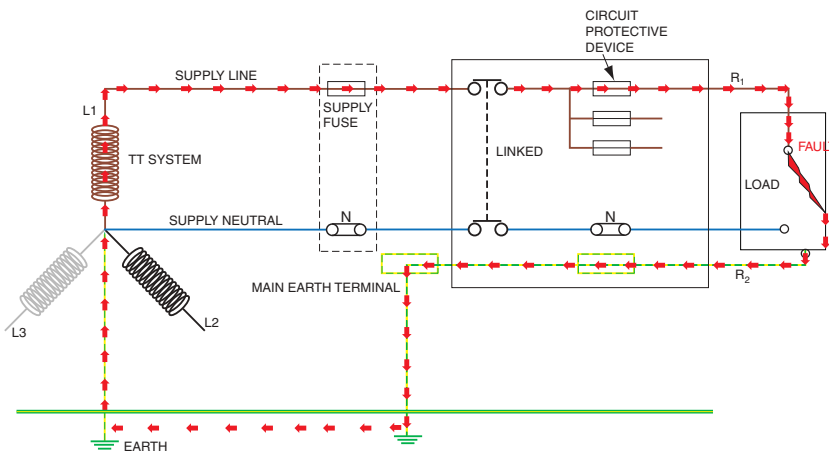 CIRCUIT
PROTECTIVE
DEVICE
SUPPLY LINE
R1
L1
SUPPLY
FUSE
TT SYSTEM
LINKED
FAULT
LOAD
SUPPLY NEUTRAL
N
N
MAIN EARTH TERMINAL
R2
L3
L2
EARTH